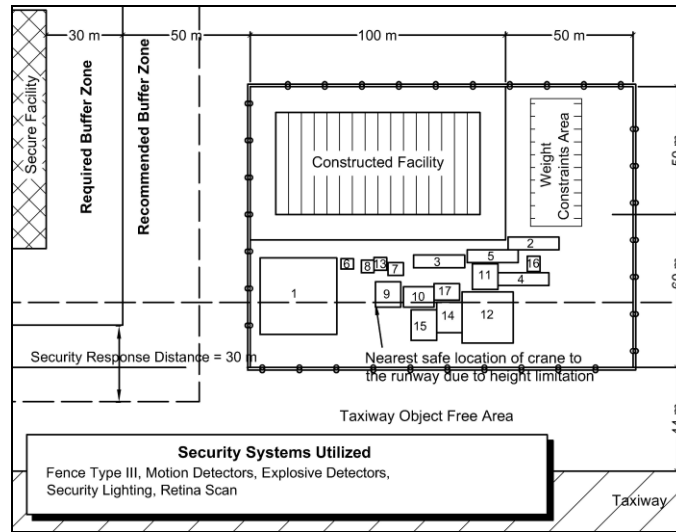 30 m
50 m
100 m
50 m
Secure Facility
Required Buffer Zone
Recommended Buffer Zone
Constructed Facility
Weight
Constraints Area
50 m
2
5
3
6
8
13
7
16
11
4
1
9
10
17
60 m
14
12
15
Security Response Distance = 30 m
Nearest safe location of crane to
the runway due to height limitation
Taxiway Object Free Area
44 m
Security Systems Utilized
Fence Type III, Motion Detectors, Explosive Detectors,
Security Lighting, Retina Scan
Taxiway